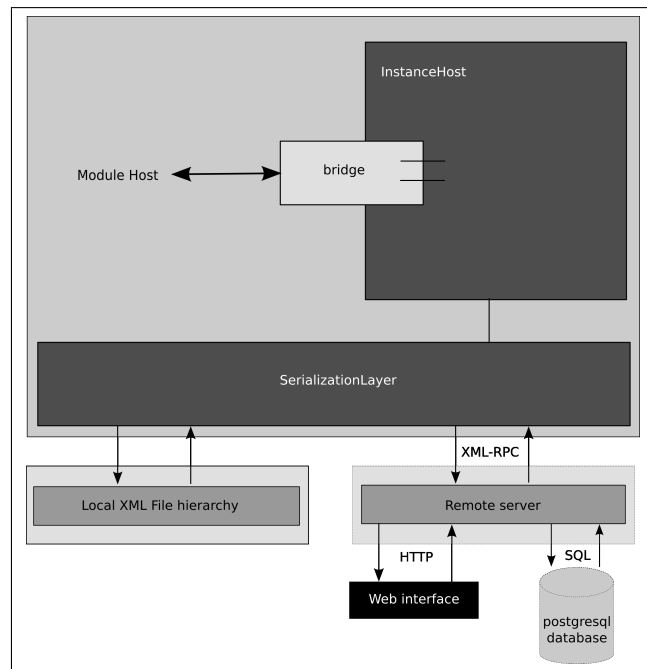 InstanceHost
bridge
Module Host
SerializationLayer
XML-RPC
Local XML File hierarchy
Remote server
HTTP
SQL
Web interface
postgresql
database